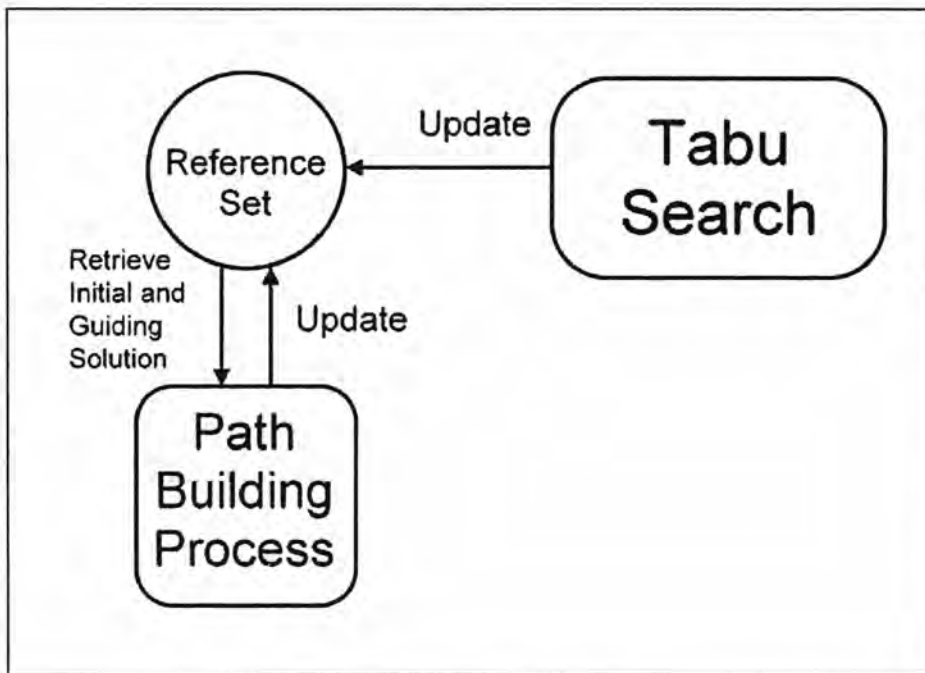 Reference
Set
Update
Tabu
Search
Retrieve
Initial and
Guiding
Solution
Update
Path
Building
Process